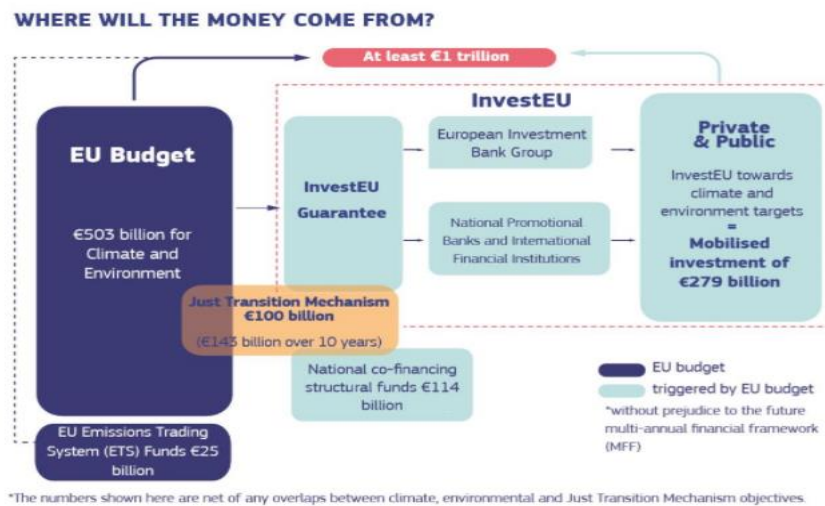 WHERE WILL THE MONEY COME FROM?
At least €1 trillion
InvestEU
EU Budget
€503 billion for
Climate and
Environment
InvestEU
Guarantee
European Investment
Bank Group
National Promotional
Banks and International
Financial Institutions
Private
& Public
InvestEU towards
climate and
environment targets
=
Mobilised
investment of
€279 billion
Just Transition Mechanism
€100 billion
(€143 billion over 10 years)
National co-financing
structural funds €114
billion
EU Emissions Trading
System (ETS) Funds €25
billion
EU budget
triggered by EU budget
*without prejudice to the future
multi-annual financial framework
(MFF)
*The numbers shown here are net of any overlaps between climate, environmental and Just Transition Mechanism objectives.